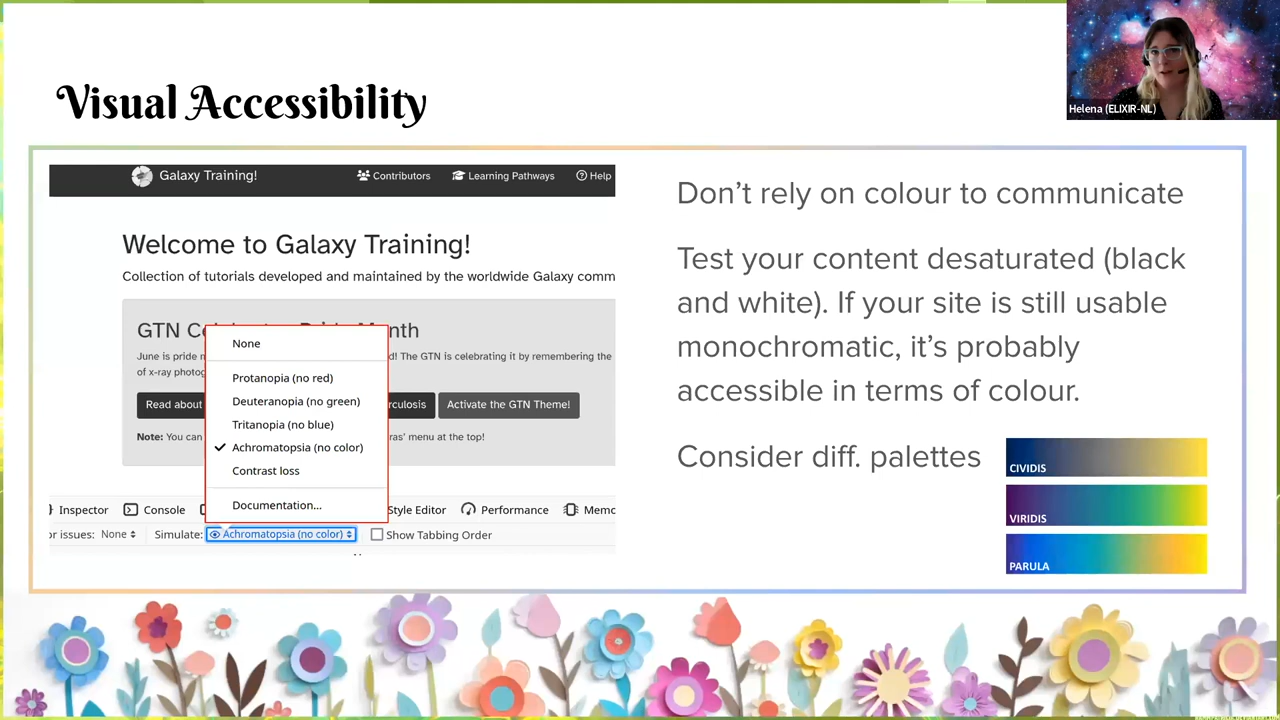 Visual Accessibility
Helena (ELIXIR-NL)
Galaxy Training!
Contributors
Learning Pathways
Help
Welcome to Galaxy Training!
Collection of tutorials developed and maintained by the worldwide Galaxy comm
GTN C
nth
June is pride
d! The GTN is celebrating it by remembering the
of x-ray photog
Read about
rculosis
Activate the GTN Theme!
Note: You can
ras' menu at the top!
None
Protanopia (no red)
Deuteranopia (no green)
Tritanopia (no blue)
Achromatopsia (no color)
Contrast loss
Documentation...
Inspector
Console
Style Editor
Performance
Memo
or issues: None
Simulate:
Achromatopsia (no color)
Show Tabbing Order
Don't rely on colour to communicate
Test your content desaturated (black
and white). If your site is still usable
monochromatic, it's probably
accessible in terms of colour.
Consider diff. palettes
CIVIDIS
VIRIDIS
PARULA